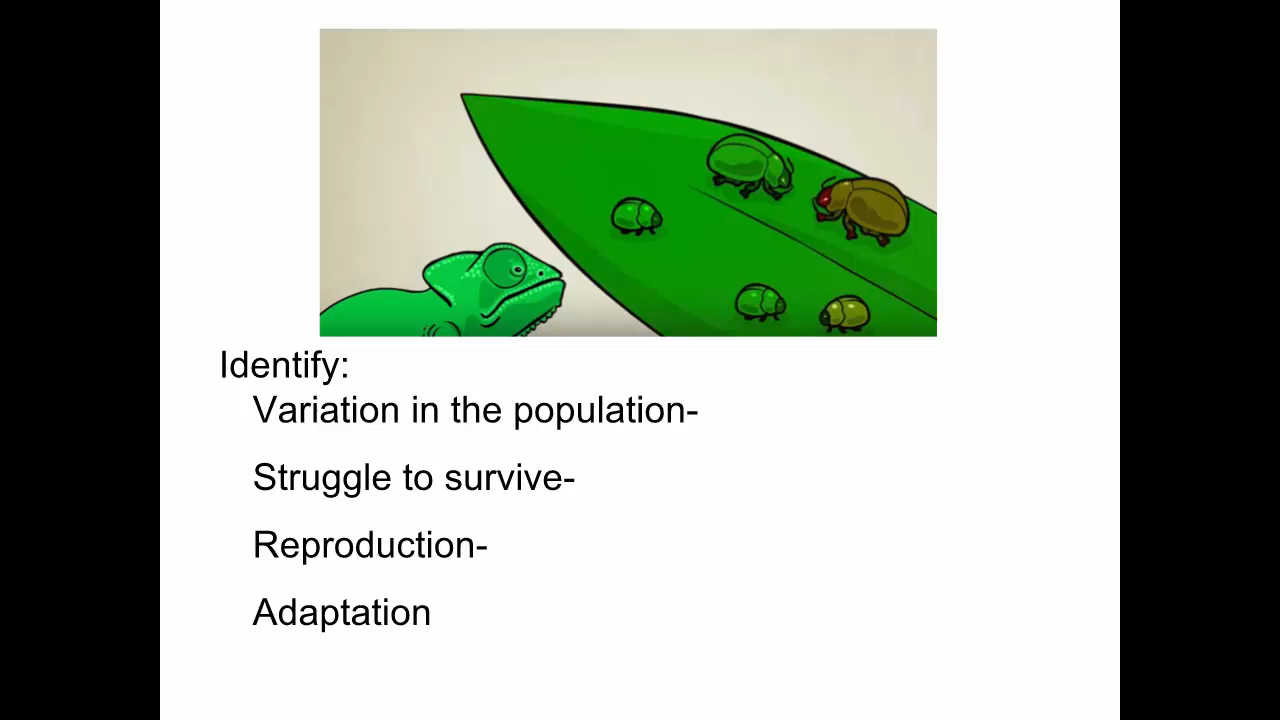 Identify:
Variation in the population-
Struggle to survive-
Reproduction-
Adaptation